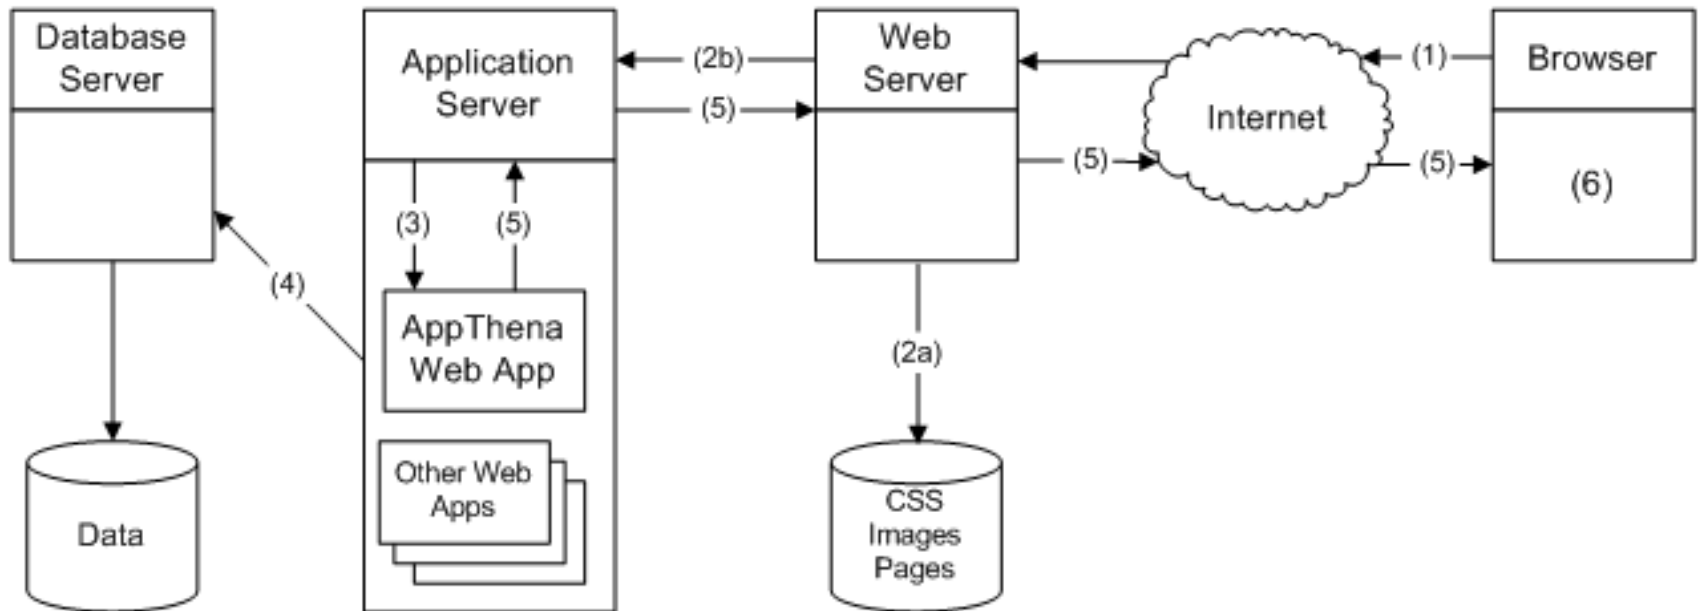 Database
Server
Application
Server
(2b)
(5)
Web
Server
(5)
Internet
(1)
(5)
Browser
(6)
(3)
(5)
(4)
AppThena
Web App
(2a)
Other Web
Apps
Data
CSS
Images
Pages